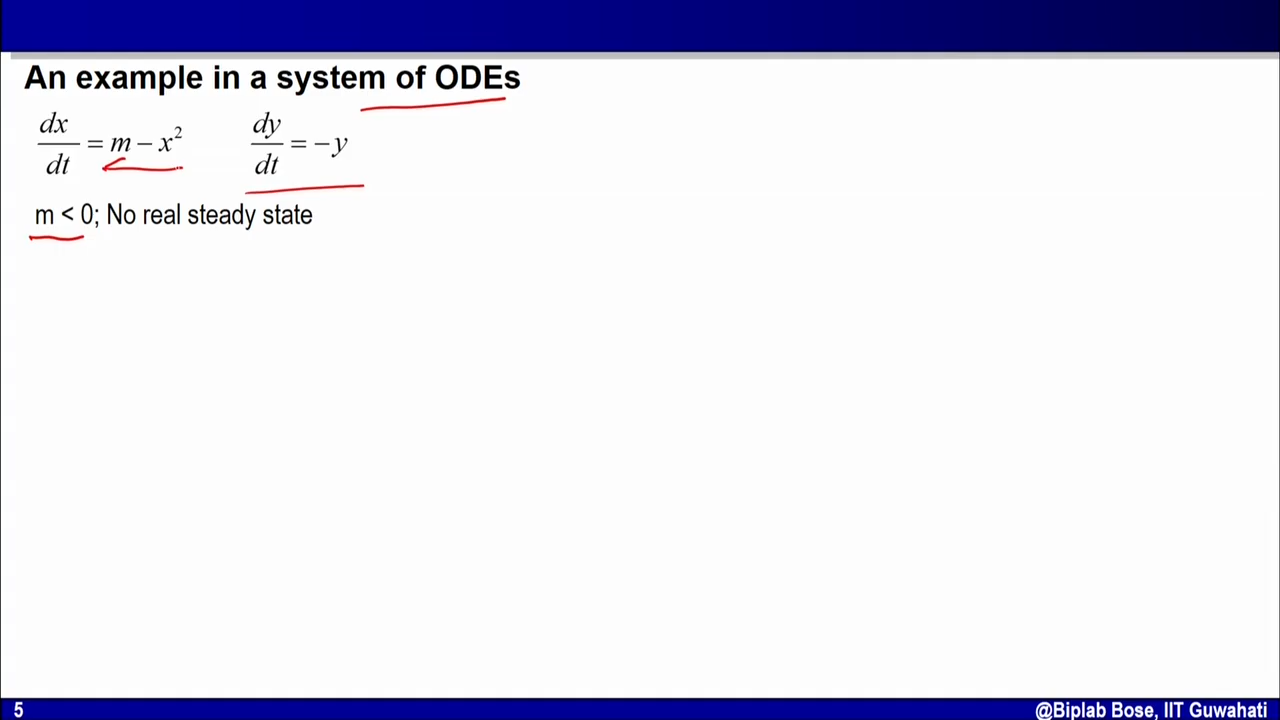 An example in a system of ODEs
dx/dt = m − x² dy/dt = −y
m < 0; No real steady state
5 @Biplab Bose, IIT Guwahati